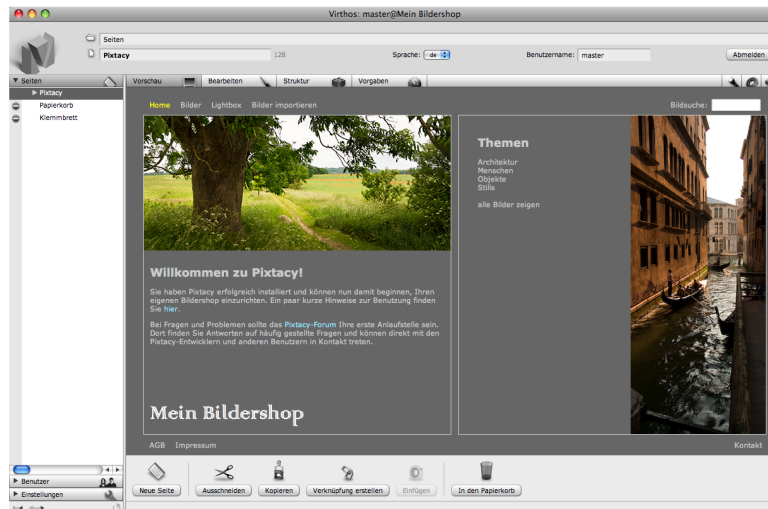 Virthos: master@Mein Bildershop
Seiten
Pixtacy 128 Sprache: de Benutzername: master Abmelden
Seiten Vorschau Bearbeiten Struktur Vorgaben
Pixtacy
Papierkorb
Klemmbrett
Home Bilder Lightbox Bilder importieren Bildsuche:
Themen
Architektur
Menschen
Objekte
Stills
alle Bilder zeigen
Willkommen zu Pixtacy!
Sie haben Pixtacy erfolgreich installiert und können nun damit beginnen, Ihren
eigenen Bildershop einzurichten. Ein paar kurze Hinweise zur Benutzung finden
Sie hier.
Bei Fragen und Problemen sollte das Pixtacy-Forum Ihre erste Anlaufstelle sein.
Dort finden Sie Antworten auf häufig gestellte Fragen und können direkt mit den
Pixtacy-Entwicklern und anderen Benutzern in Kontakt treten.
Mein Bildershop
AGB Impressum Kontakt
Benutzer
Einstellungen
Neue Seite Ausschneiden Kopieren Verknüpfung erstellen Einfügen In den Papierkorb